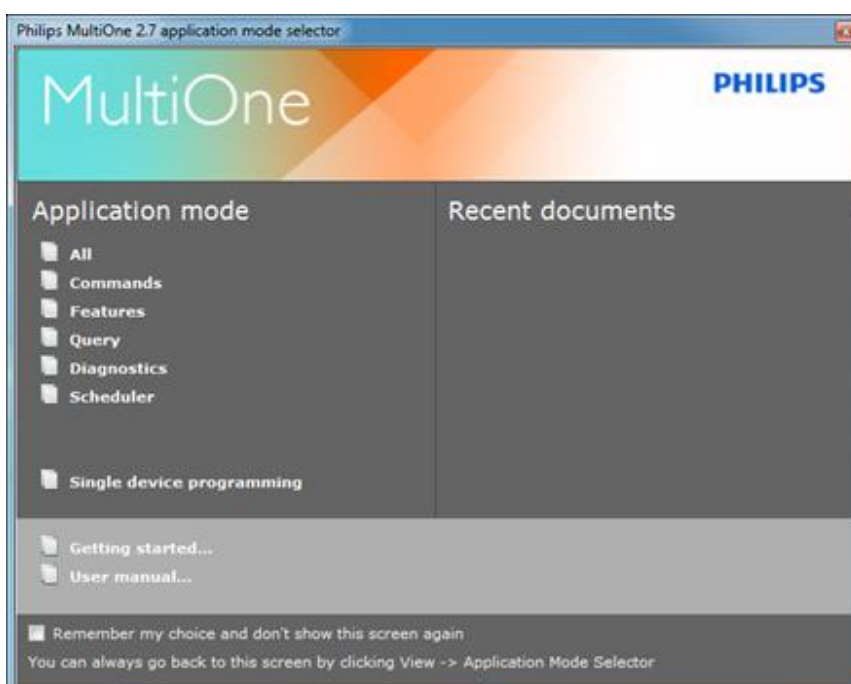 Philips MultiOne 2.7 application mode selector
MultiOne
PHILIPS
Application mode
All
Commands
Features
Query
Diagnostics
Scheduler
Single device programming
Recent documents
Getting started...
User manual...
Remember my choice and don't show this screen again
You can always go back to this screen by clicking View -> Application Mode Selector